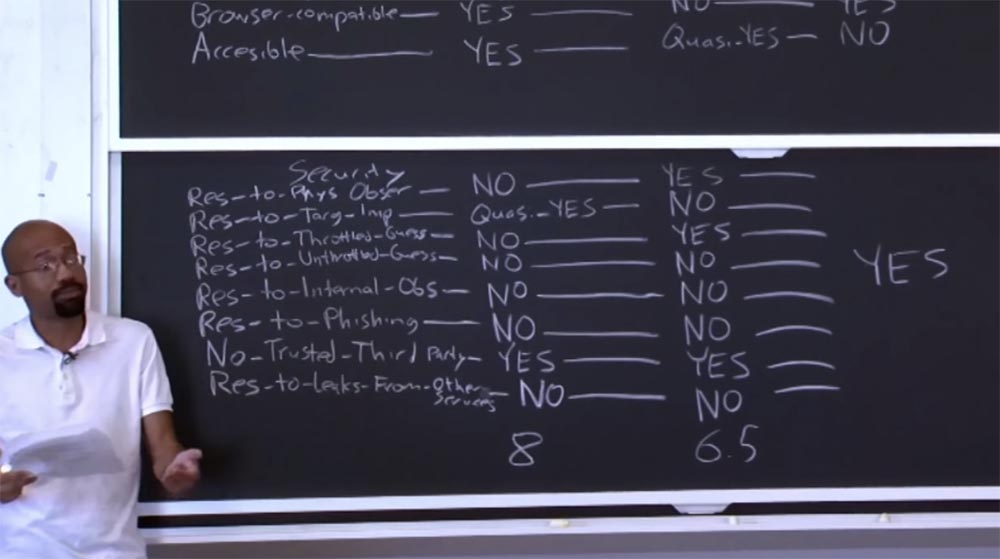 Browser-compatible— YES — NO — YES
Accesible — YES — Quasi-YES — NO
Security
Res-to-Phys Obser — NO — YES —
Res-to-Targ-Imp — Quasi-YES — NO —
Res-to-Throttled-Guess— NO — YES —
Res-to-Unthrottled-Guess— NO — NO —
YES
Res-to-Internal-Obs — NO — NO —
Res-to-Phishing — NO — NO —
No-Trusted-Third Party— YES — YES —
Res-to-Leaks-From-Other Services — NO — NO —
8 6.5